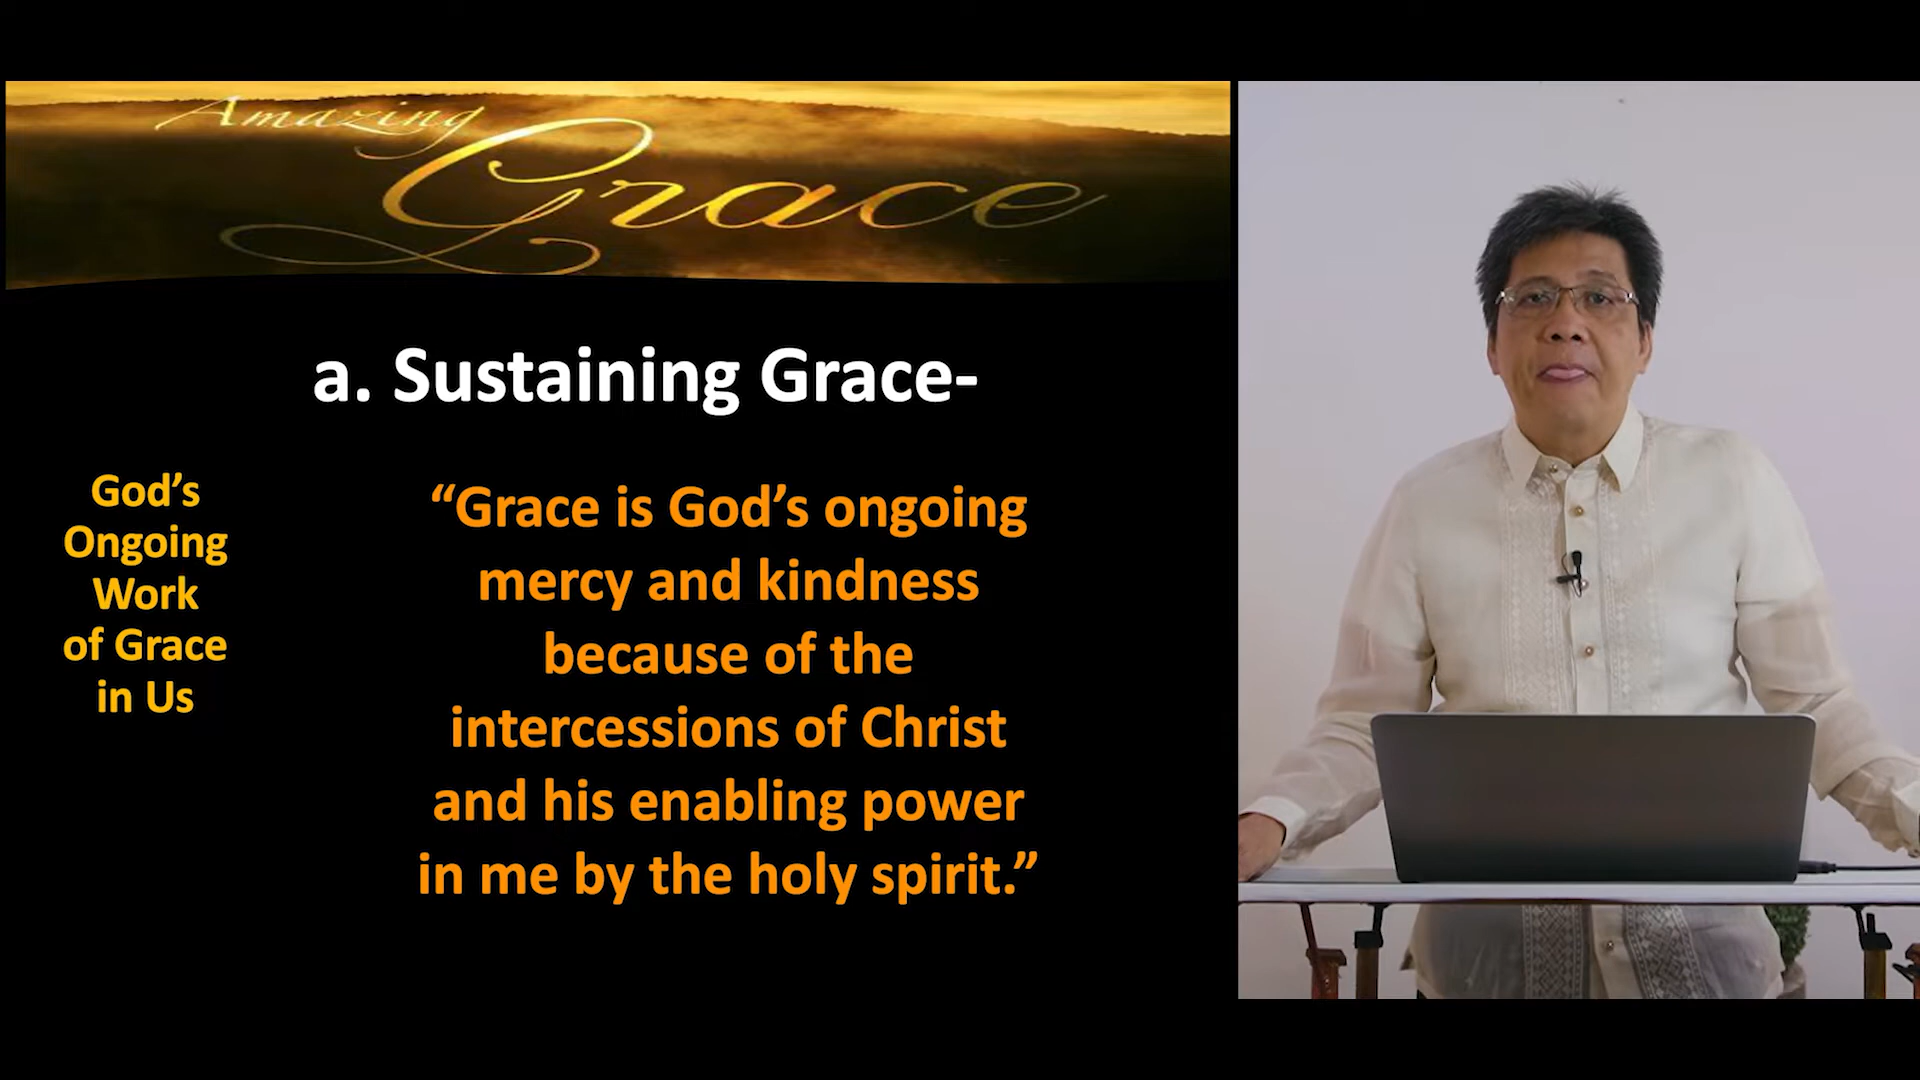 Amazing
Grace
a. Sustaining Grace-
God’s
Ongoing
Work
of Grace
in Us
“Grace is God’s ongoing
mercy and kindness
because of the
intercessions of Christ
and his enabling power
in me by the holy spirit.”